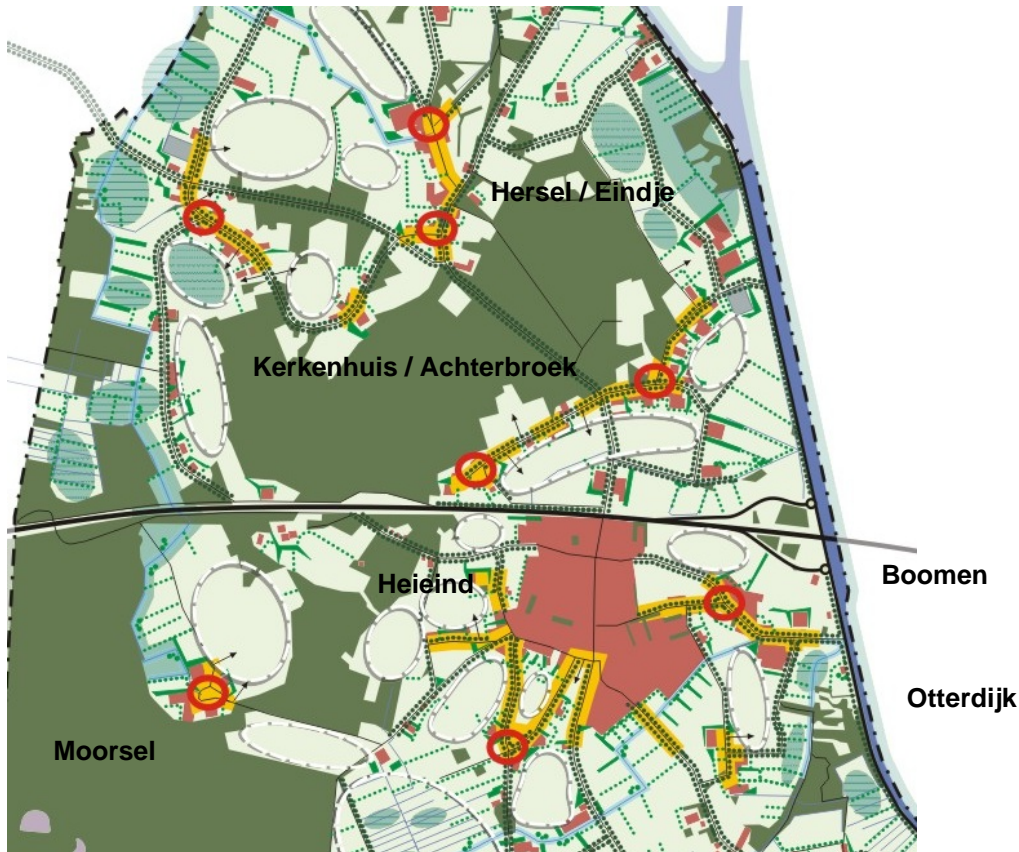 Hersel / Eindje
Kerkenhuis / Achterbroek
Boomen
Heieind
Otterdijk
Moorsel